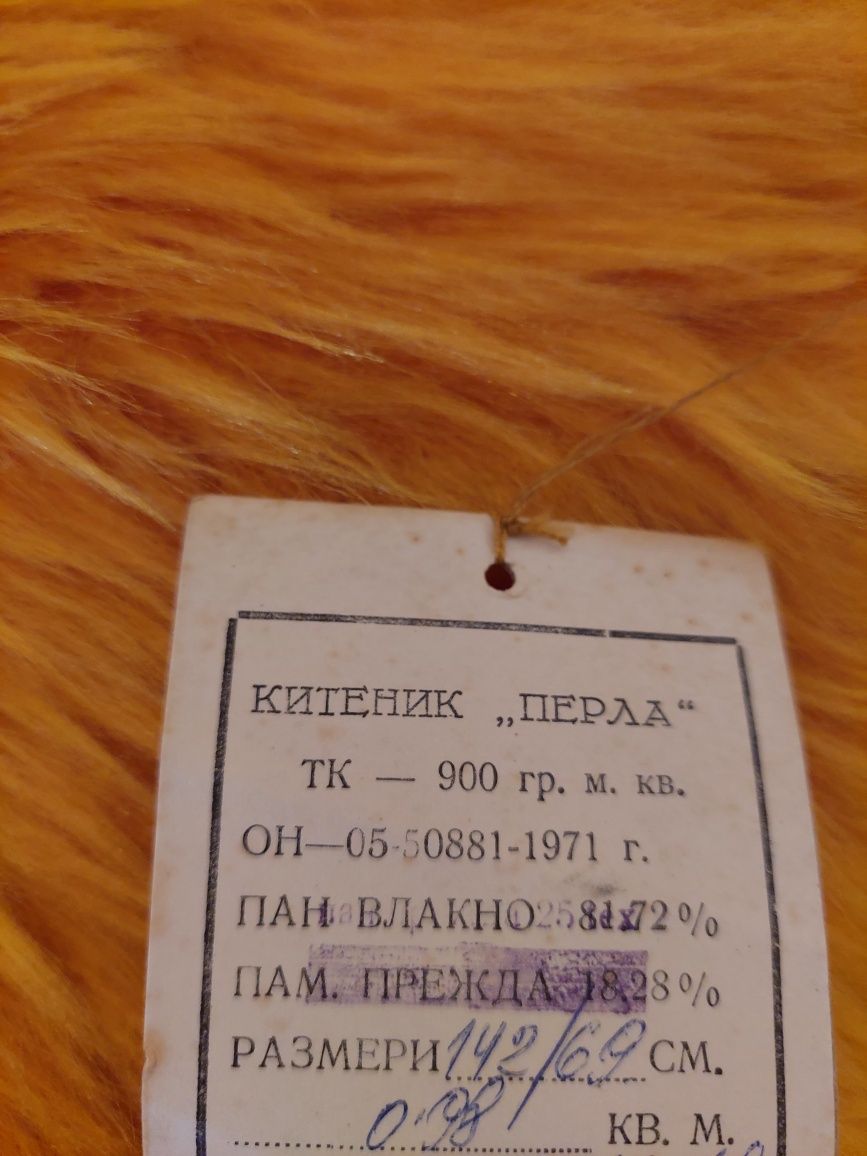 КИТЕНИК „ПЕРЛА“
ТК — 900 гр. м. кв.
ОН—05-50881-1971 г.
ПАН ВЛАКНО 81.72 %
ПАМ. ПРЕЖДА 18.28 %
РАЗМЕРИ 142/69 СМ.
0.98 КВ. М.